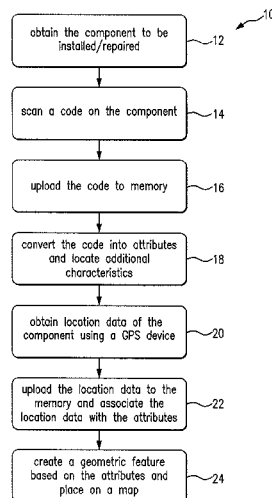 10
obtain the component to be
installed/repaired
12
scan a code on the component
14
upload the code to memory
16
convert the code into attributes
and locate additional
characteristics
18
obtain location data of the
component using a GPS device
20
upload the location data to the
memory and associate the
location data with the attributes
22
create a geometric feature
based on the attributes and
place on a map
24